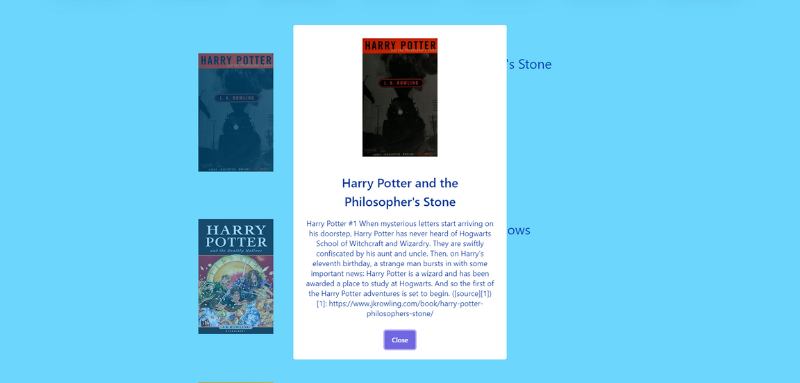 HARRY POTTER
J. K. ROWLING
's Stone
HARRY POTTER
and the Deathly Hallows
ows
HARRY POTTER
J. K. ROWLING
Harry Potter and the
Philosopher's Stone
Harry Potter #1 When mysterious letters start arriving on
his doorstep, Harry Potter has never heard of Hogwarts
School of Witchcraft and Wizardry. They are swiftly
confiscated by his aunt and uncle. Then, on Harry's
eleventh birthday, a strange man bursts in with some
important news: Harry Potter is a wizard and has been
awarded a place to study at Hogwarts. And so the first of
the Harry Potter adventures is set to begin. ([source][1])
[1]: https://www.jkrowling.com/book/harry-potter-
philosophers-stone/
Close